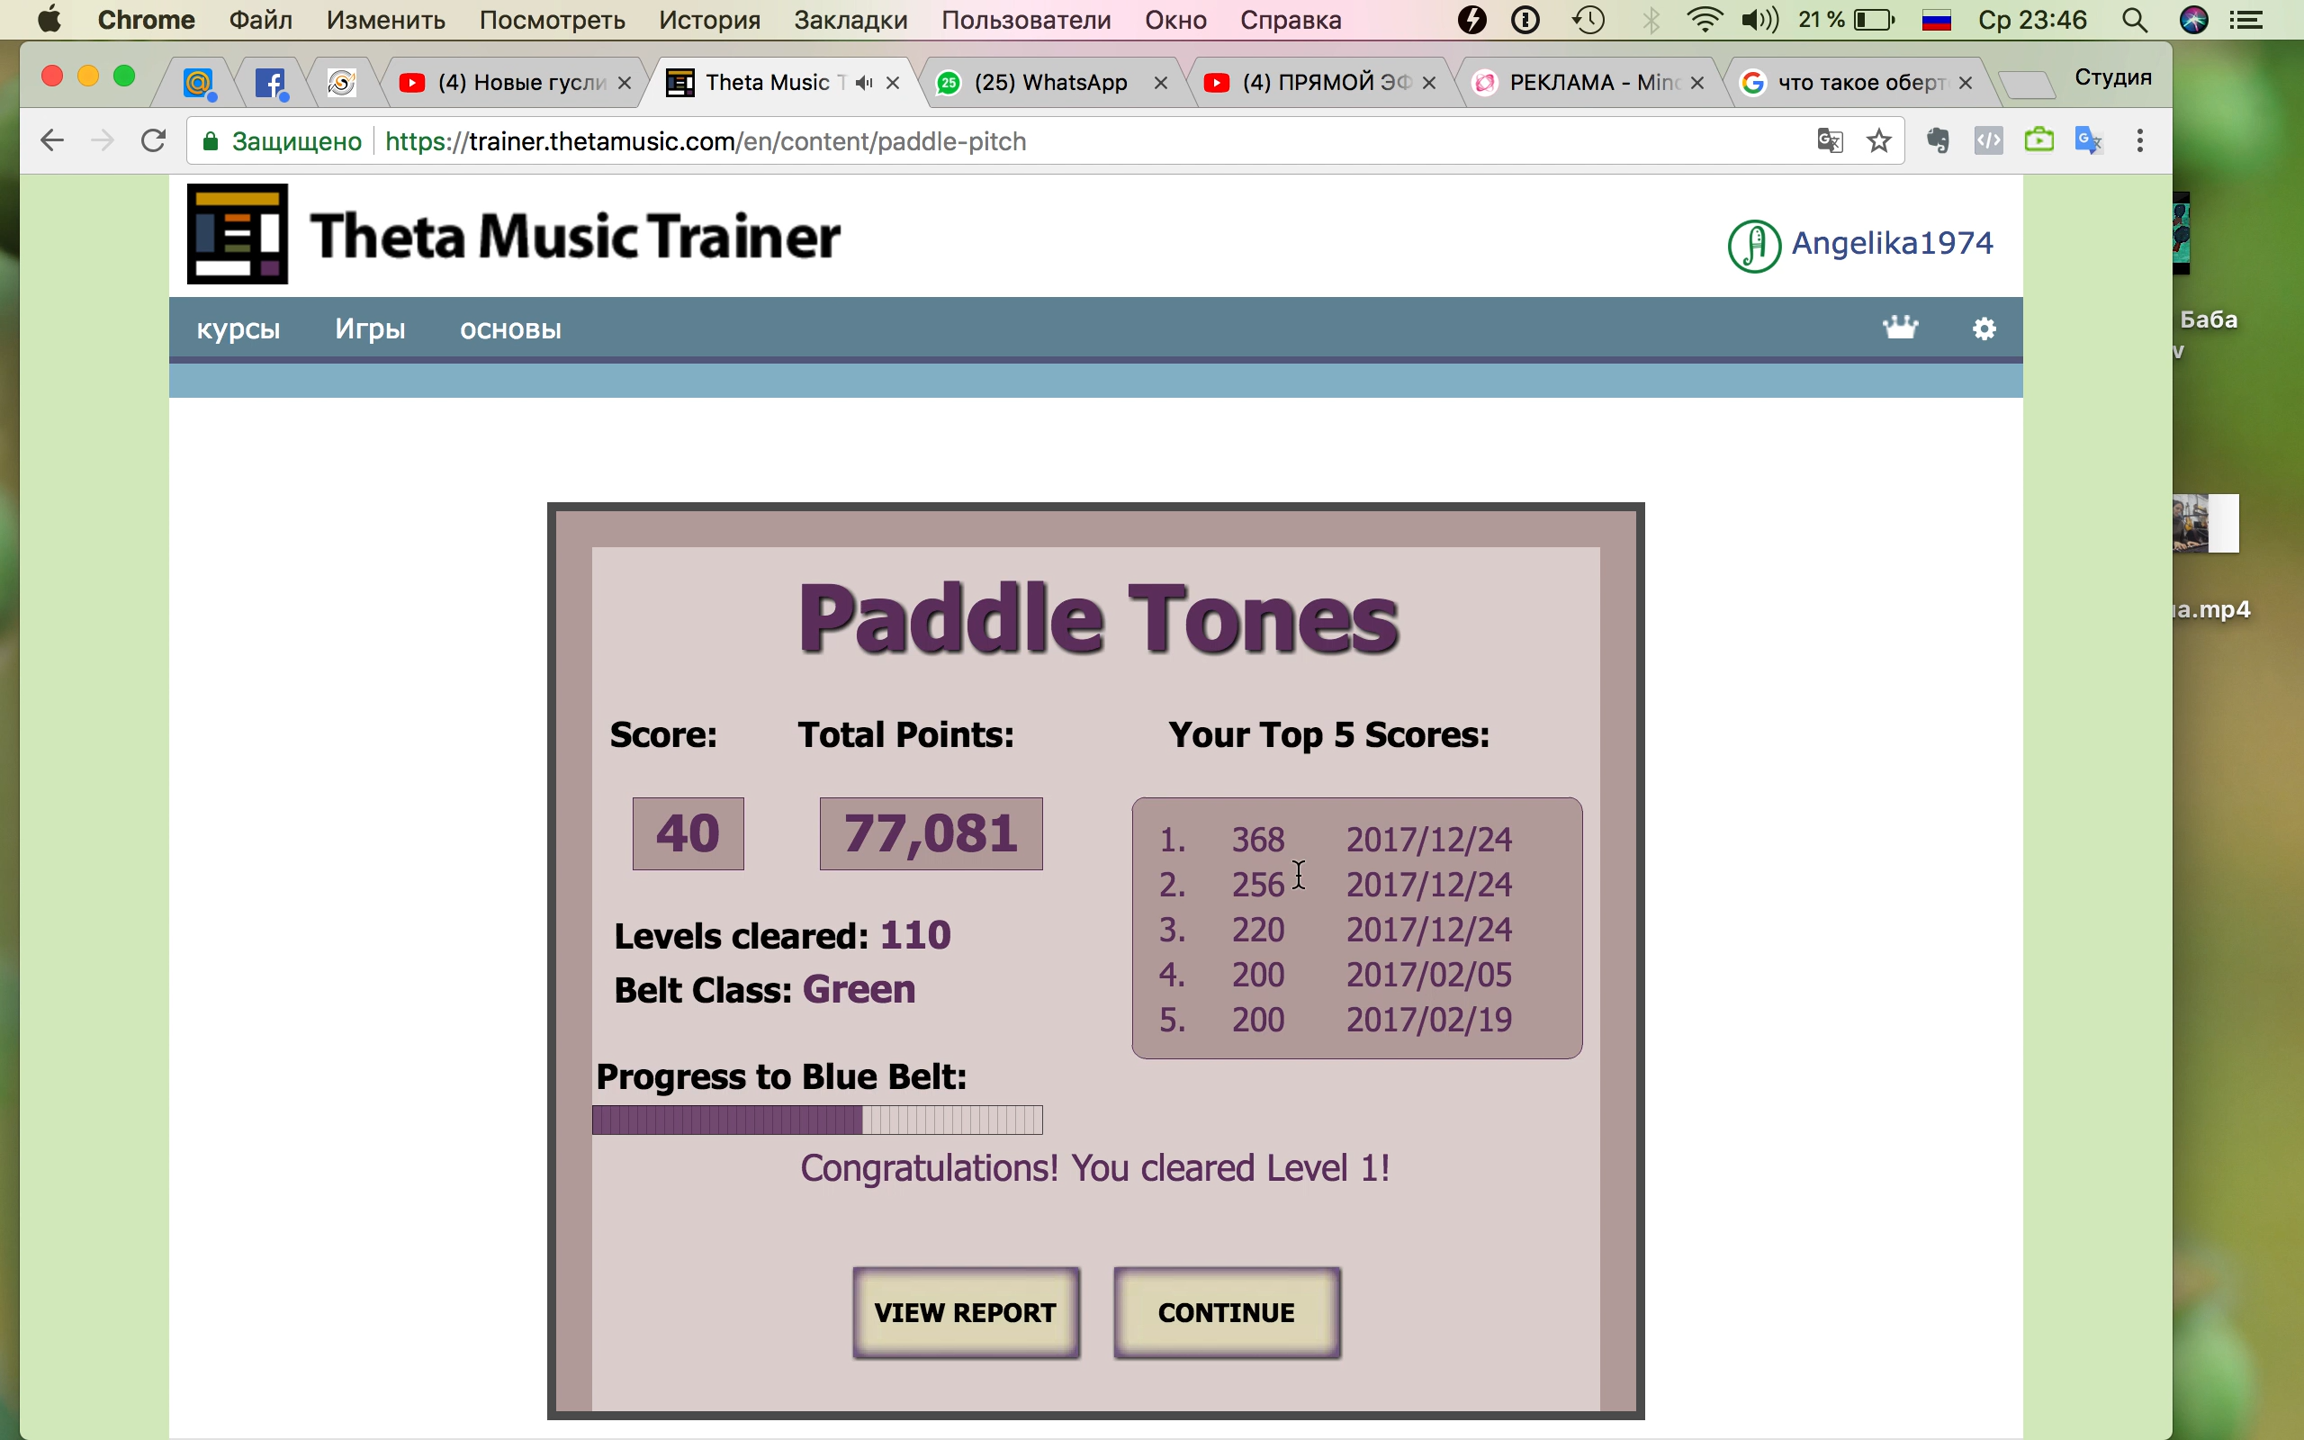 Chrome Файл Изменить Посмотреть История Закладки Пользователи Окно Справка 21 % Ср 23:46
(4) Новые гусли Theta Music 25 (25) WhatsApp (4) ПРЯМОЙ ЭФ РЕКЛАМА - Mind что такое оберт Студия
Защищено https://trainer.thetamusic.com/en/content/paddle-pitch
Theta Music Trainer
Angelika1974
курсы Игры основы
Баба
v
Paddle Tones
Score: Total Points: Your Top 5 Scores:
40 77,081
1. 368 2017/12/24
2. 256 2017/12/24
3. 220 2017/12/24
4. 200 2017/02/05
5. 200 2017/02/19
Levels cleared: 110
Belt Class: Green
Progress to Blue Belt:
Congratulations! You cleared Level 1!
VIEW REPORT CONTINUE
a.mp4